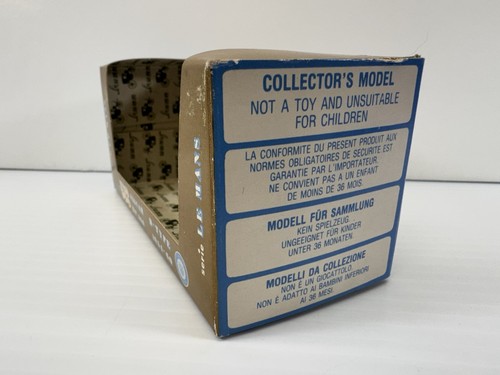 COLLECTOR'S MODEL
NOT A TOY AND UNSUITABLE
FOR CHILDREN
LA CONFORMITE DU PRESENT PRODUIT AUX
NORMES OBLIGATOIRES DE SECURITE EST
GARANTIE PAR L'IMPORTATEUR.
NE CONVIENT PAS A UN ENFANT
DE MOINS DE 36 MOIS.
MODELL FÜR SAMMLUNG
KEIN SPIELZEUG
UNGEEIGNET FÜR KINDER
UNTER 36 MONATEN.
MODELLI DA COLLEZIONE
NON È UN GIOCATTOLO.
NON È ADATTO AI BAMBINI INFERIORI
AI 36 MESI
serie LE MANS